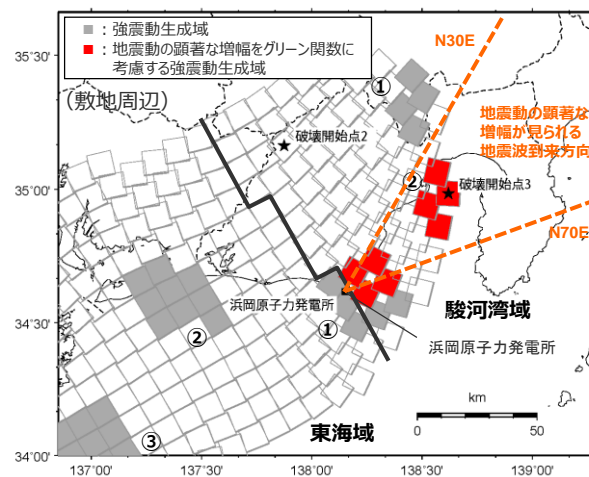 ■ : 強震動生成域
■ : 地震動の顕著な増幅をグリーン関数に
考慮する強震動生成域
(敷地周辺)
N30E
地震動の顕著な
増幅が見られる
地震波到来方向
N70E
①
②
★ 破壊開始点2
★ 破壊開始点3
浜岡原子力発電所
浜岡原子力発電所
駿河湾域
東海域
①
②
③
km
0 50
35°30'
35°00'
34°30'
34°00'
137°00' 137°30' 138°00' 138°30' 139°00'